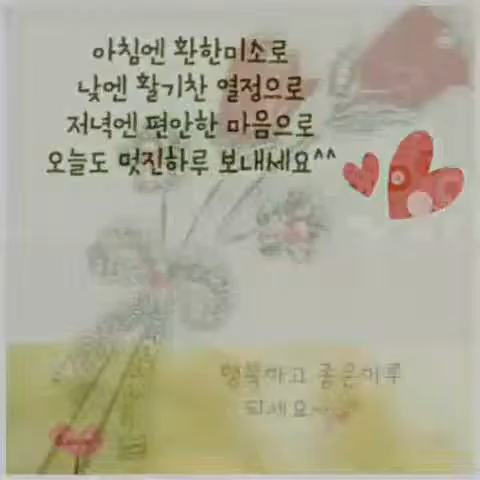 아침엔 환한미소로
낮엔 활기찬 열정으로
저녁엔 편안한 마음으로
오늘도 멋진하루 보내세요^^
행복하고 좋은하루
되세요~